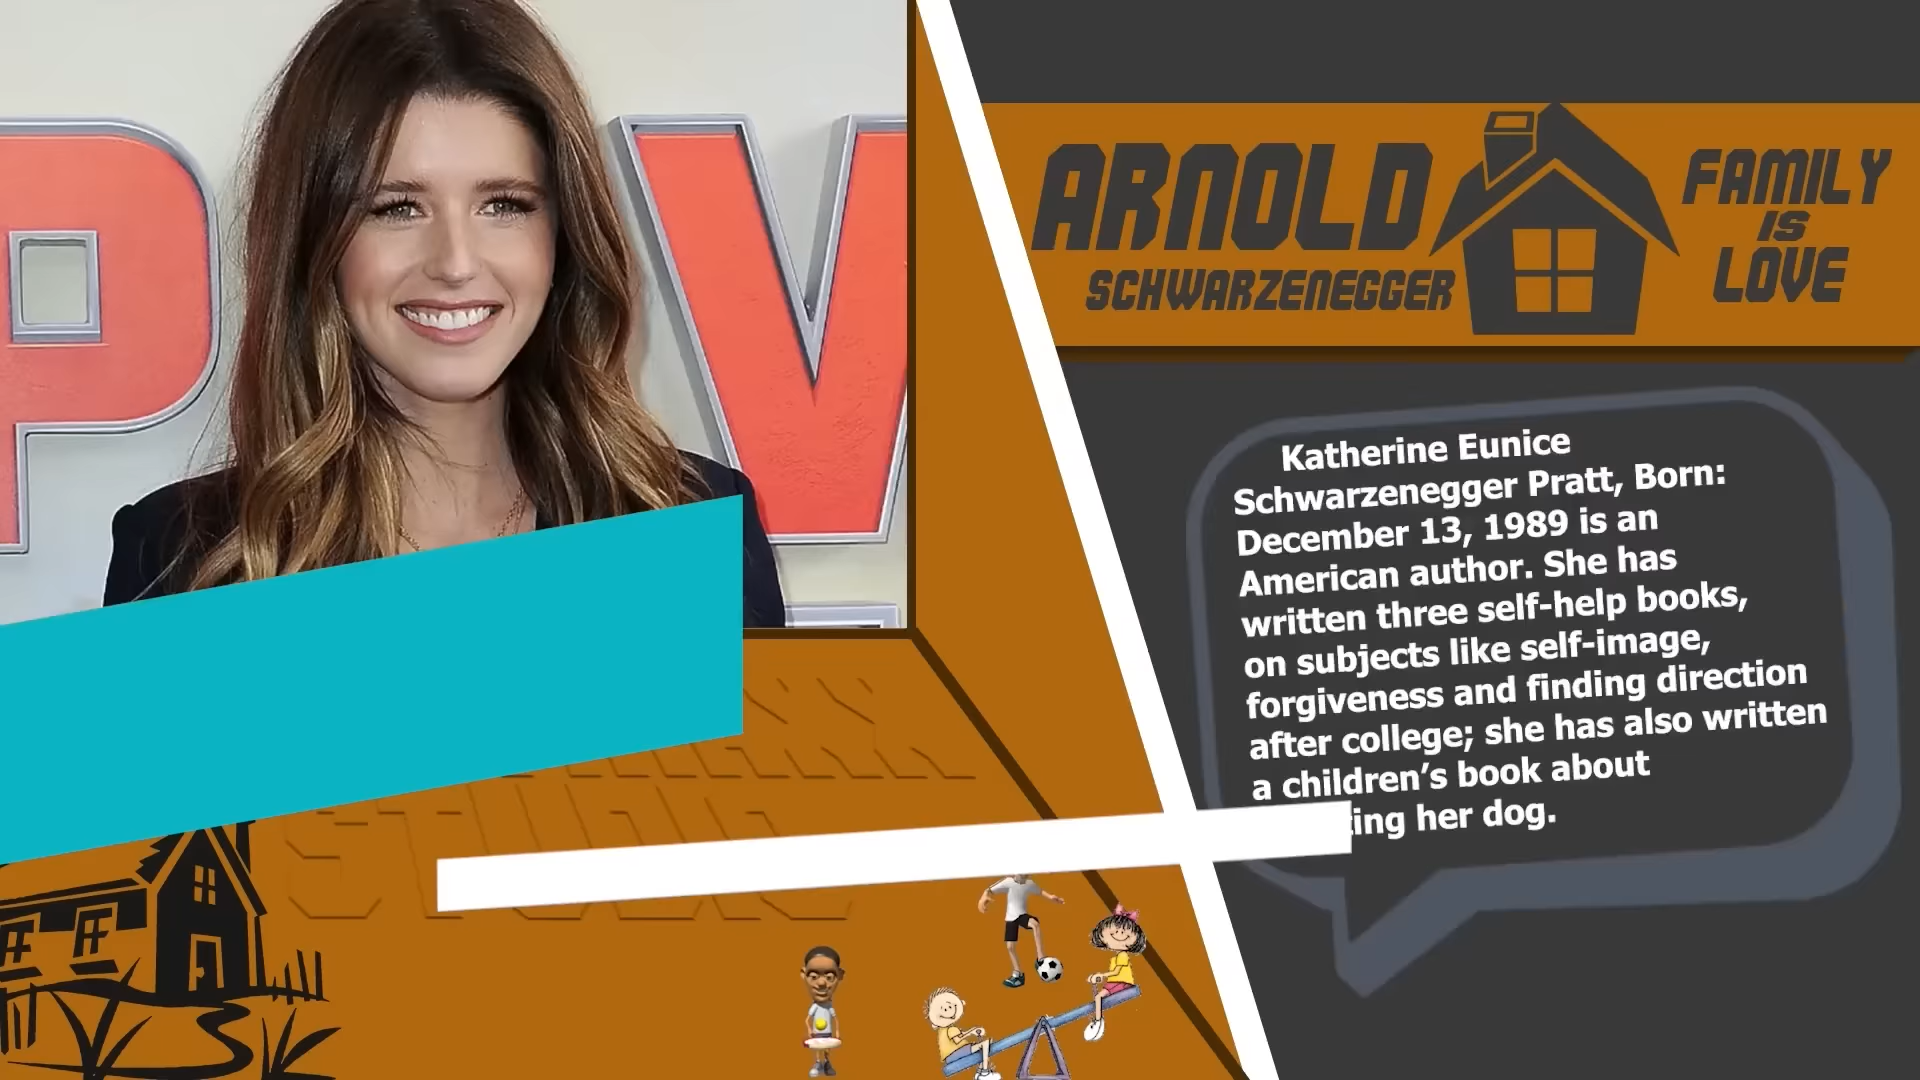 P V
ARNOLD
SCHWARZENEGGER
FAMILY
IS
LOVE
Katherine Eunice
Schwarzenegger Pratt, Born:
December 13, 1989 is an
American author. She has
written three self-help books,
on subjects like self-image,
forgiveness and finding direction
after college; she has also written
a children's book about
her dog.
STUDIO